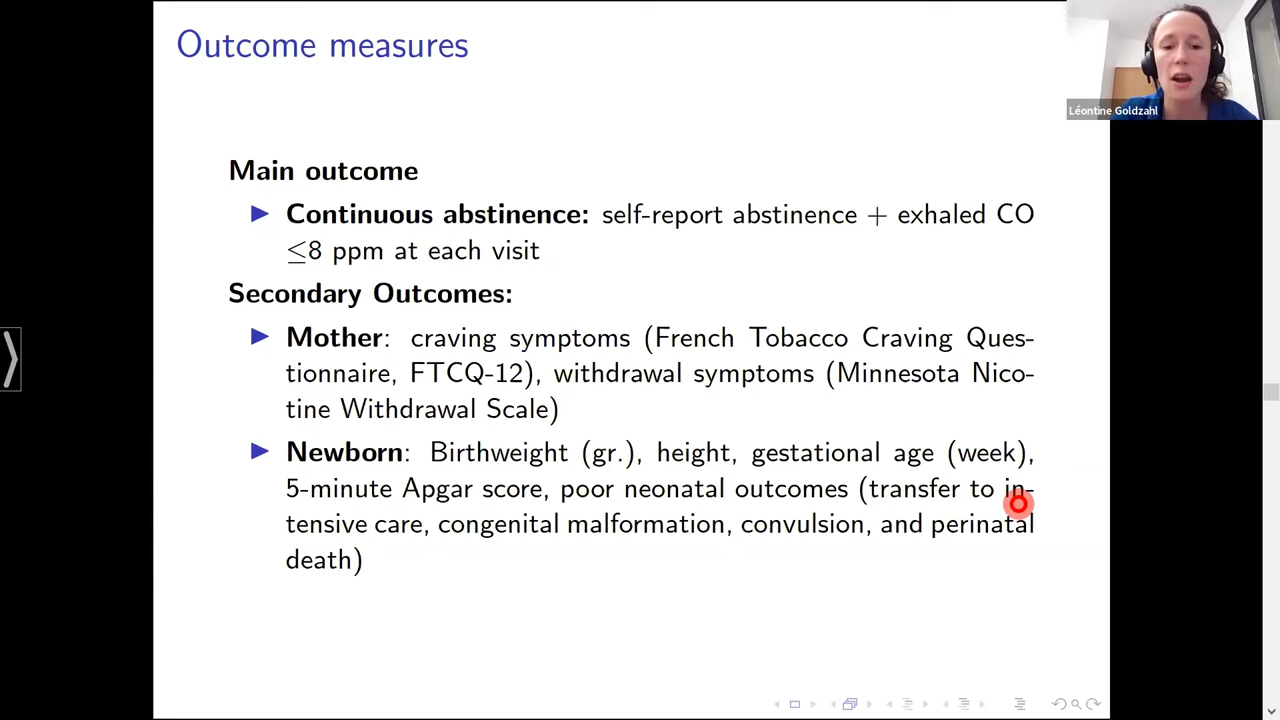 Outcome measures
Léontine Goldzahl
Main outcome
Continuous abstinence: self-report abstinence + exhaled CO
≤8 ppm at each visit
Secondary Outcomes:
Mother: craving symptoms (French Tobacco Craving Ques-
tionnaire, FTCQ-12), withdrawal symptoms (Minnesota Nico-
tine Withdrawal Scale)
Newborn: Birthweight (gr.), height, gestational age (week),
5-minute Apgar score, poor neonatal outcomes (transfer to in-
tensive care, congenital malformation, convulsion, and perinatal
death)